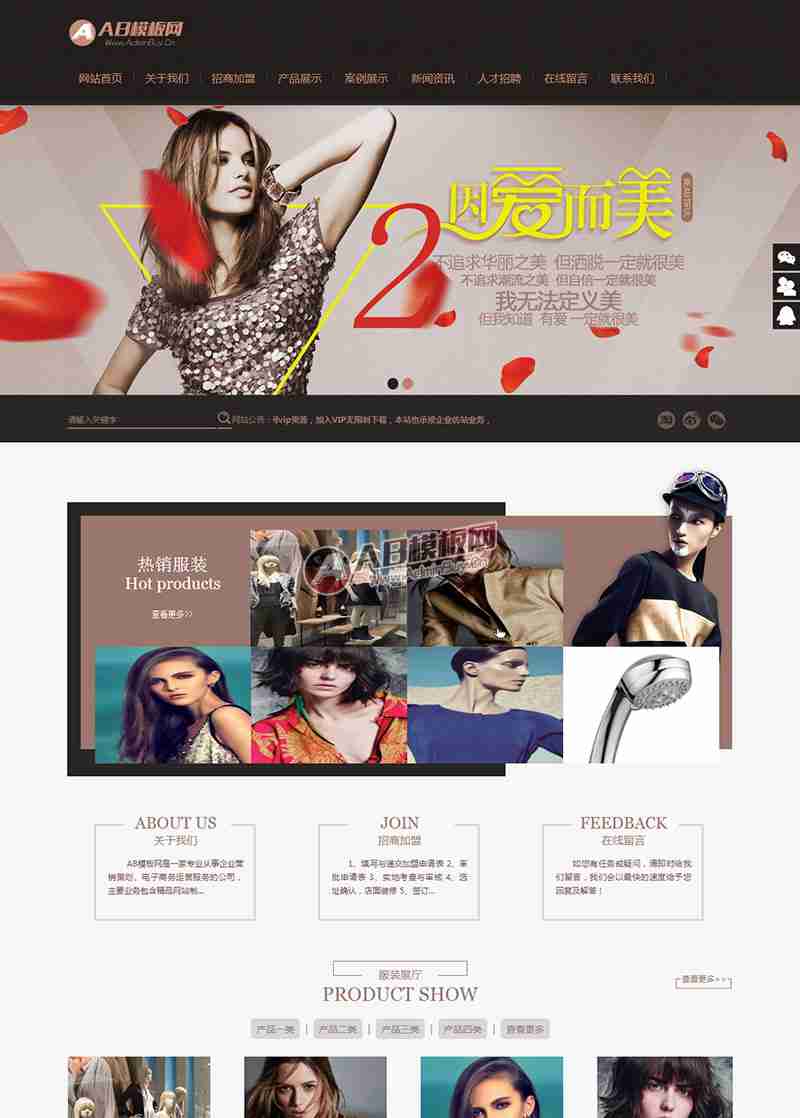 AB模板网
Www.AdminBuy.Cn
网站首页
关于我们
招商加盟
产品展示
案例展示
新闻资讯
人才招聘
在线留言
联系我们
因爱而美
2
不追求华丽之美 但洒脱一定就很美
不追求潮流之美 但自信一定就很美
我无法定义美
但我知道 有爱 一定就很美
请输入关键字
网站公告：
vip资源，加入VIP无限制下载，本站也承接企业仿站业务，
热销服装
Hot products
查看更多>>
AB模板网
Www.AdminBuy.Cn
ABOUT US
关于我们
AB模板网是一家专业从事企业营
销策划、电子商务运营服务的公司，
主要业务包含精品网站制...
JOIN
招商加盟
1、填写与递交加盟申请表 2、审
批申请表 3、实地考查与审核 4、选
址确认，店面装修 5、签订...
FEEDBACK
在线留言
如您有任务或疑问，请即时给我
们留言，我们会以最快的速度给予您
回复及解答！
服装展厅
PRODUCT SHOW
查看更多>>
产品一类 | 产品二类 | 产品三类 | 产品四类 | 查看更多